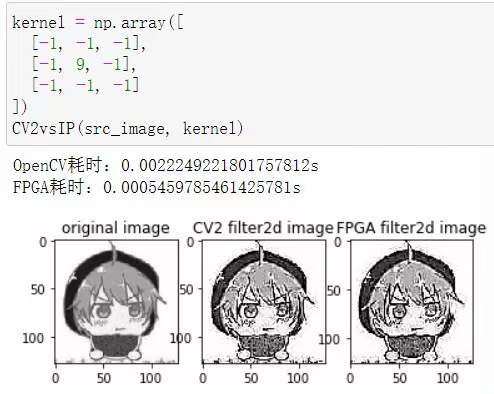 kernel = np.array([
[-1, -1, -1],
[-1, 9, -1],
[-1, -1, -1]
])
CV2vsIP(src_image, kernel)
OpenCV耗时：0.0022249221801757812s
FPGA耗时：0.0005459785461425781s
original image CV2 filter2d image FPGA filter2d image
0 0 0
50 50 50
100 100 100
0 50 100 0 50 100 0 50 100